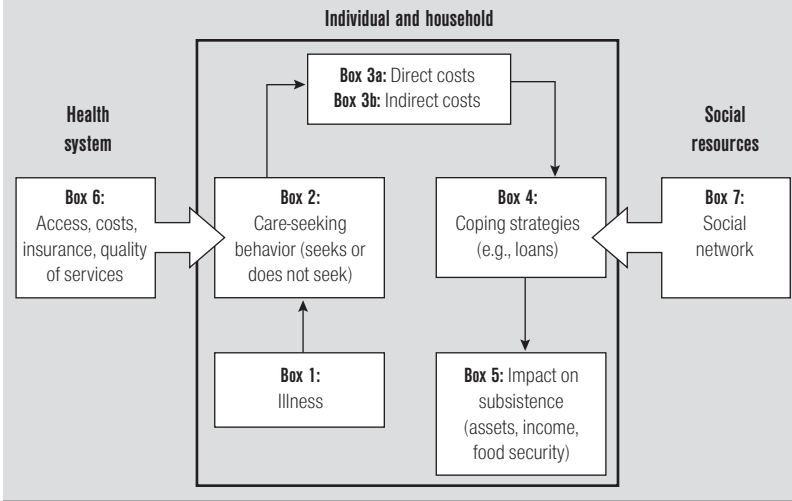 Individual and household
Box 3a: Direct costs
Box 3b: Indirect costs
Health
system
Social
resources
Box 6:
Access, costs,
insurance, quality
of services
Box 2:
Care-seeking
behavior (seeks or
does not seek)
Box 4:
Coping strategies
(e.g., loans)
Box 7:
Social
network
Box 1:
Illness
Box 5: Impact on
subsistence
(assets, income,
food security)